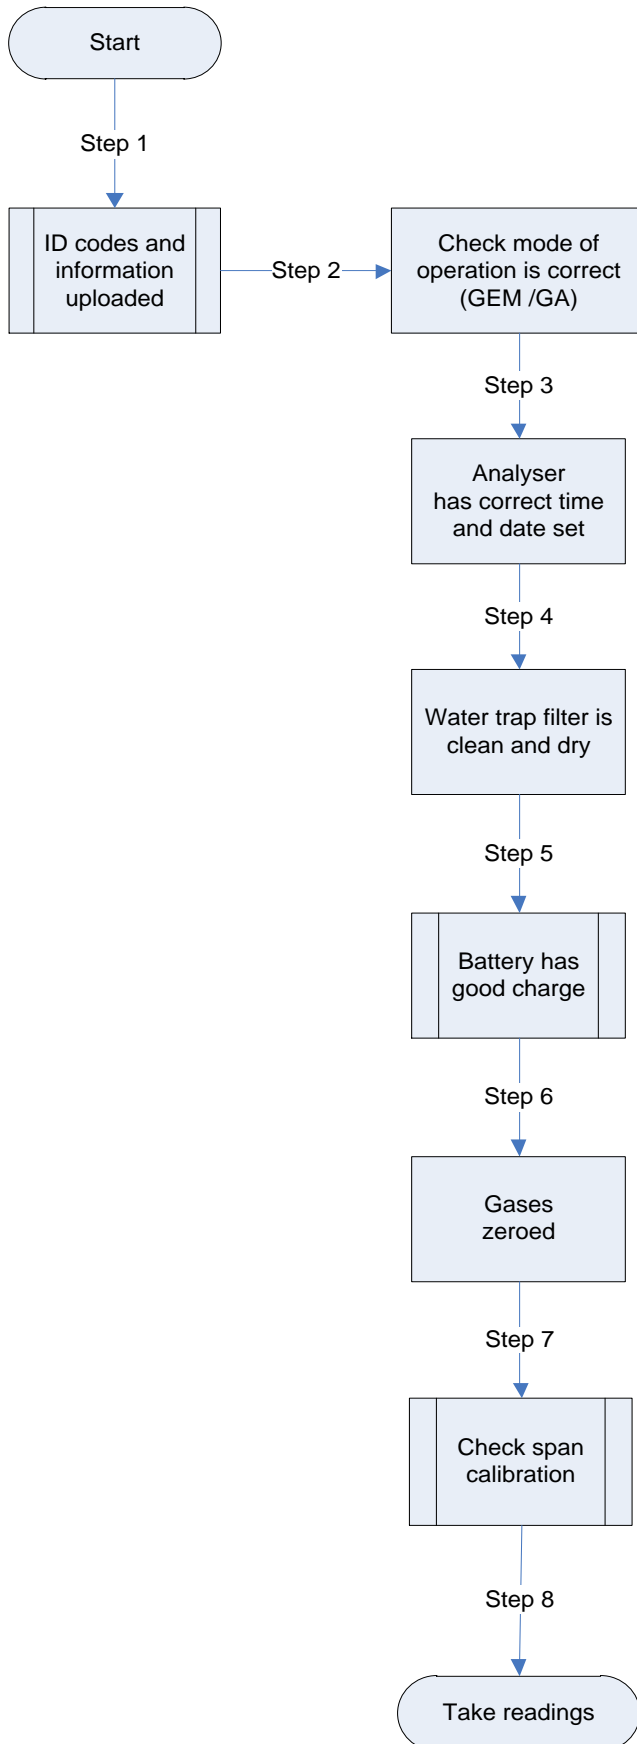 Start
Step 1
ID codes and
information
uploaded
Step 2
Check mode of
operation is correct
(GEM /GA)
Step 3
Analyser
has correct time
and date set
Step 4
Water trap filter is
clean and dry
Step 5
Battery has
good charge
Step 6
Gases
zeroed
Step 7
Check span
calibration
Step 8
Take readings